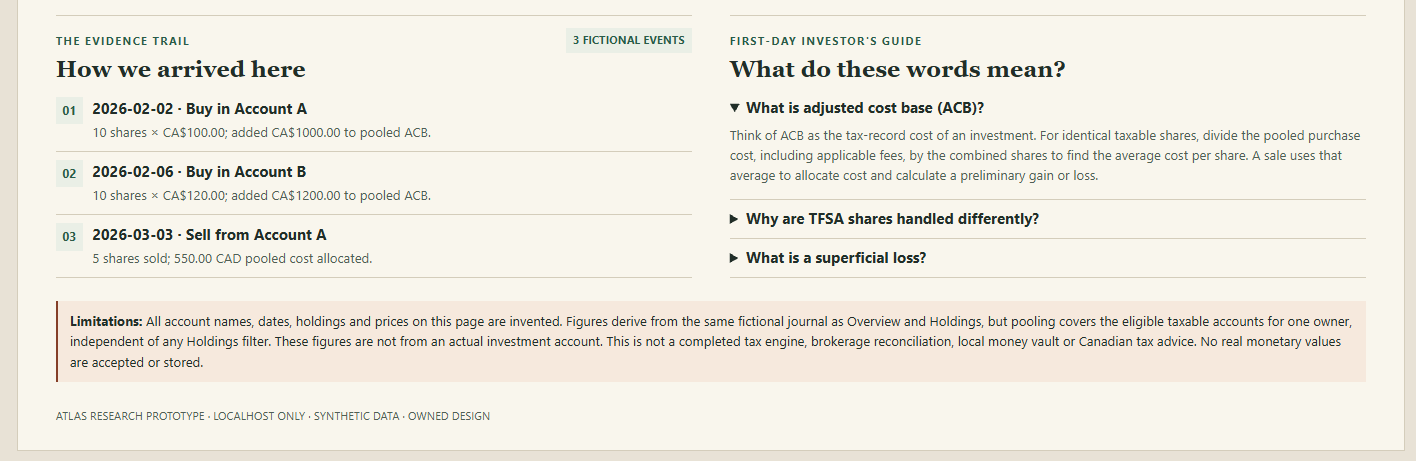 THE EVIDENCE TRAIL
3 FICTIONAL EVENTS
How we arrived here
01
2026-02-02 · Buy in Account A
10 shares × CA$100.00; added CA$1000.00 to pooled ACB.
02
2026-02-06 · Buy in Account B
10 shares × CA$120.00; added CA$1200.00 to pooled ACB.
03
2026-03-03 · Sell from Account A
5 shares sold; 550.00 CAD pooled cost allocated.
FIRST-DAY INVESTOR'S GUIDE
What do these words mean?
▼ What is adjusted cost base (ACB)?
Think of ACB as the tax-record cost of an investment. For identical taxable shares, divide the pooled purchase
cost, including applicable fees, by the combined shares to find the average cost per share. A sale uses that
average to allocate cost and calculate a preliminary gain or loss.
▶ Why are TFSA shares handled differently?
▶ What is a superficial loss?
Limitations: All account names, dates, holdings and prices on this page are invented. Figures derive from the same fictional journal as Overview and Holdings, but pooling covers the eligible taxable accounts for one owner,
independent of any Holdings filter. These figures are not from an actual investment account. This is not a completed tax engine, brokerage reconciliation, local money vault or Canadian tax advice. No real monetary values
are accepted or stored.
ATLAS RESEARCH PROTOTYPE · LOCALHOST ONLY · SYNTHETIC DATA · OWNED DESIGN